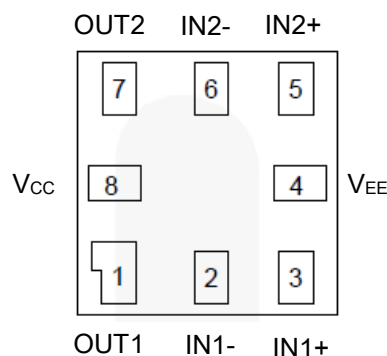 OUT2 IN2- IN2+
7 6 5
VCC 8 4 VEE
1 2 3
OUT1 IN1- IN1+